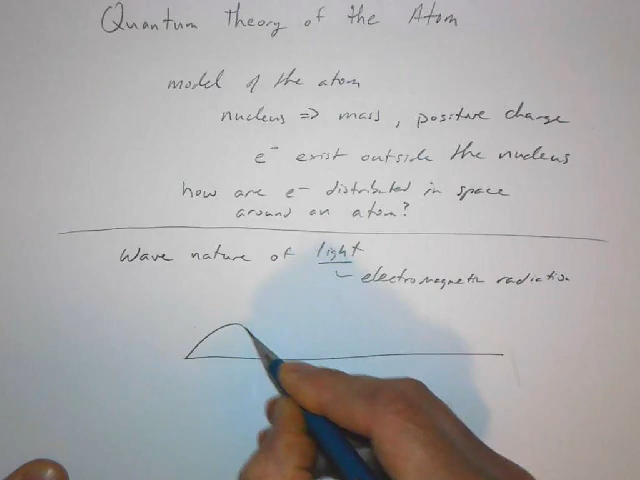 Quantum Theory of the Atom
model of the atom
nucleus => mass, positive charge
e- exist outside the nucleus
how are e- distributed in space
around an atom?
Wave nature of light
electromagnetic radiation